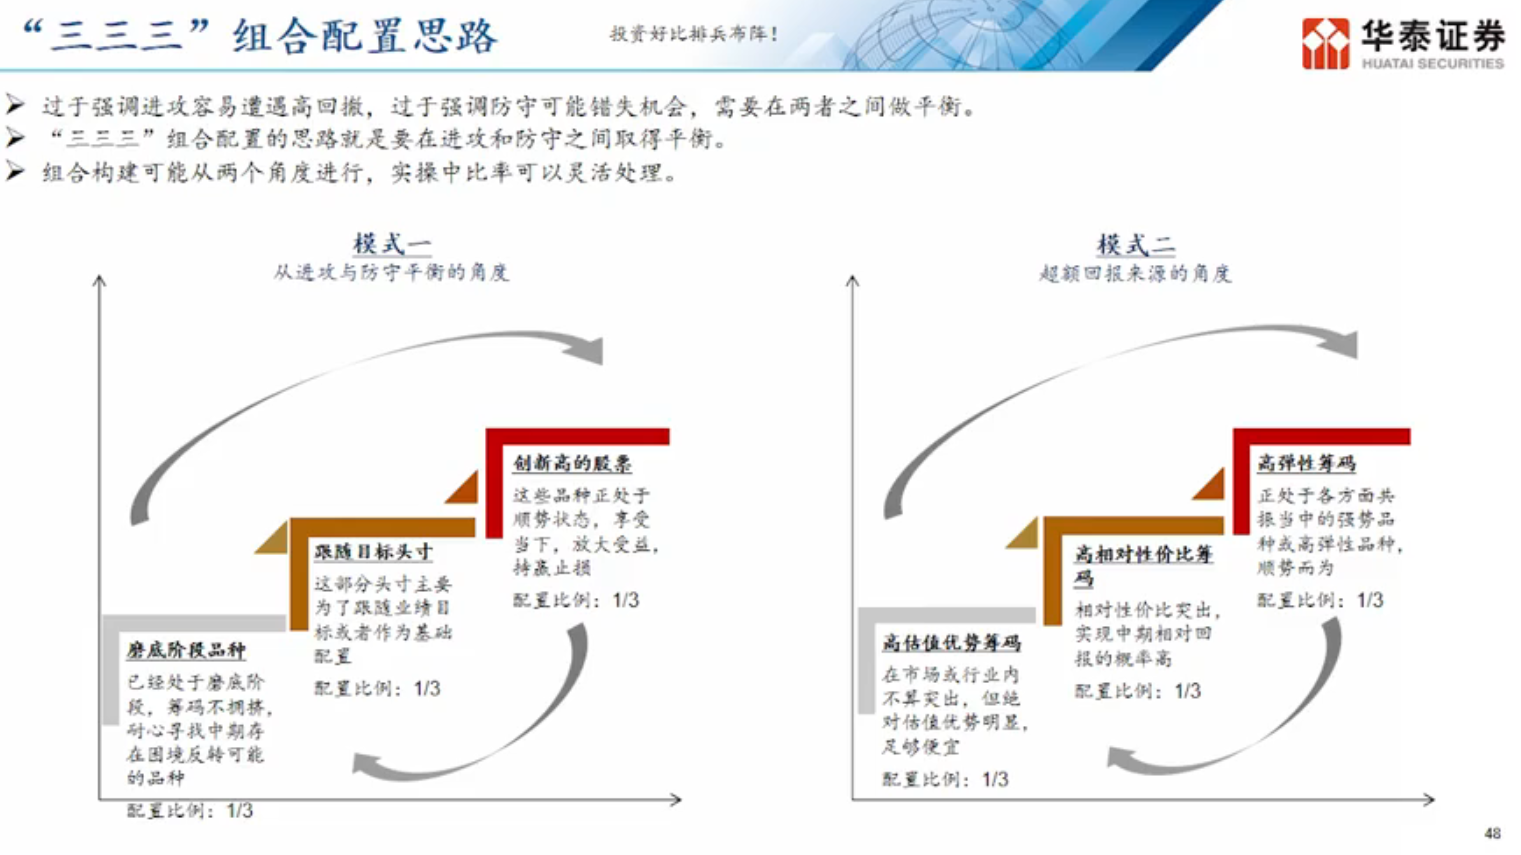 “三三三”组合配置思路
投资好比排兵布阵！
华泰证券
HUATAI SECURITIES
过于强调进攻容易遭遇高回撤，过于强调防守可能错失机会，需要在两者之间做平衡。
“三三三”组合配置的思路就是要在进攻和防守之间取得平衡。
组合构建可能从两个角度进行，实操中比率可以灵活处理。
模式一
从进攻与防守平衡的角度
创新高的股票
这些品种正处于
顺势状态，享受
当下，放大受益，
持盈止损
配置比例：1/3
跟随目标头寸
这部分头寸主要
为了跟随业绩目
标或者作为基础
配置
配置比例：1/3
磨底阶段品种
已经处于磨底阶
段，筹码不拥挤，
耐心寻找中期存
在困境反转可能
的品种
配置比例：1/3
模式二
超额回报来源的角度
高弹性筹码
正处于各方面共
振当中的强势品
种或高弹性品种，
顺势而为
配置比例：1/3
高相对性价比筹
码
相对性价比突出，
实现中期相对回
报的概率高
配置比例：1/3
高估值优势筹码
在市场或行业内
不算突出，但绝
对估值优势明显，
足够便宜
配置比例：1/3
48